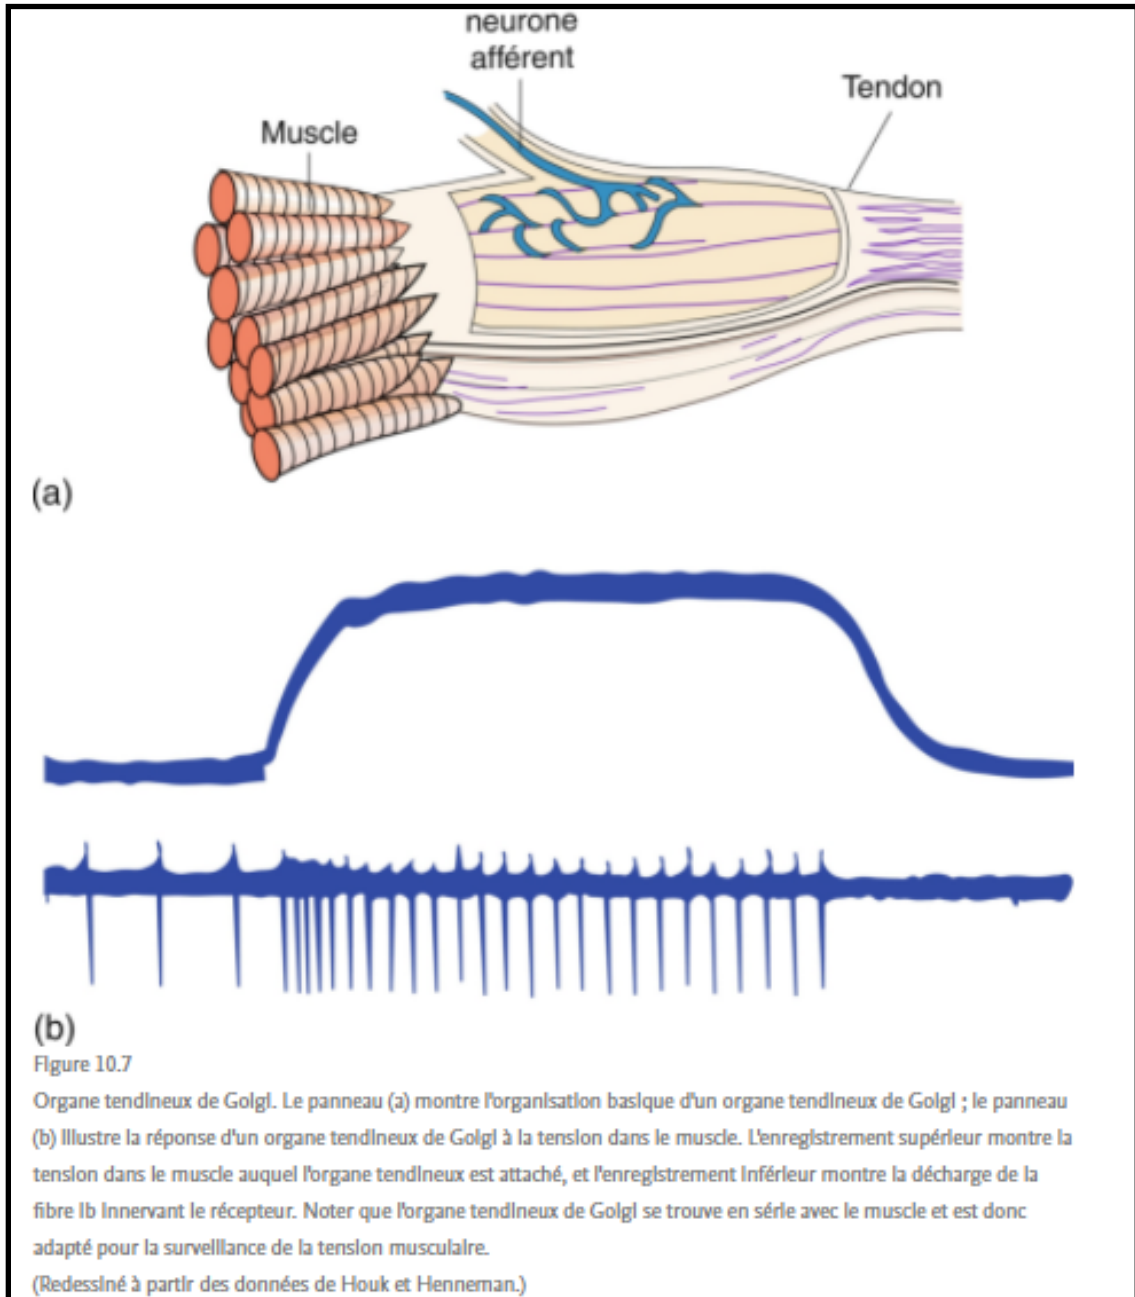 neurone
afférent
Tendon
Muscle
(a)
(b)
Figure 10.7
Organe tendineux de Golgi. Le panneau (a) montre l'organisation basique d'un organe tendineux de Golgi ; le panneau
(b) illustre la réponse d'un organe tendineux de Golgi à la tension dans le muscle. L'enregistrement supérieur montre la
tension dans le muscle auquel l'organe tendineux est attaché, et l'enregistrement inférieur montre la décharge de la
fibre Ib innervant le récepteur. Noter que l'organe tendineux de Golgi se trouve en série avec le muscle et est donc
adapté pour la surveillance de la tension musculaire.
(Redessiné à partir des données de Houk et Henneman.)